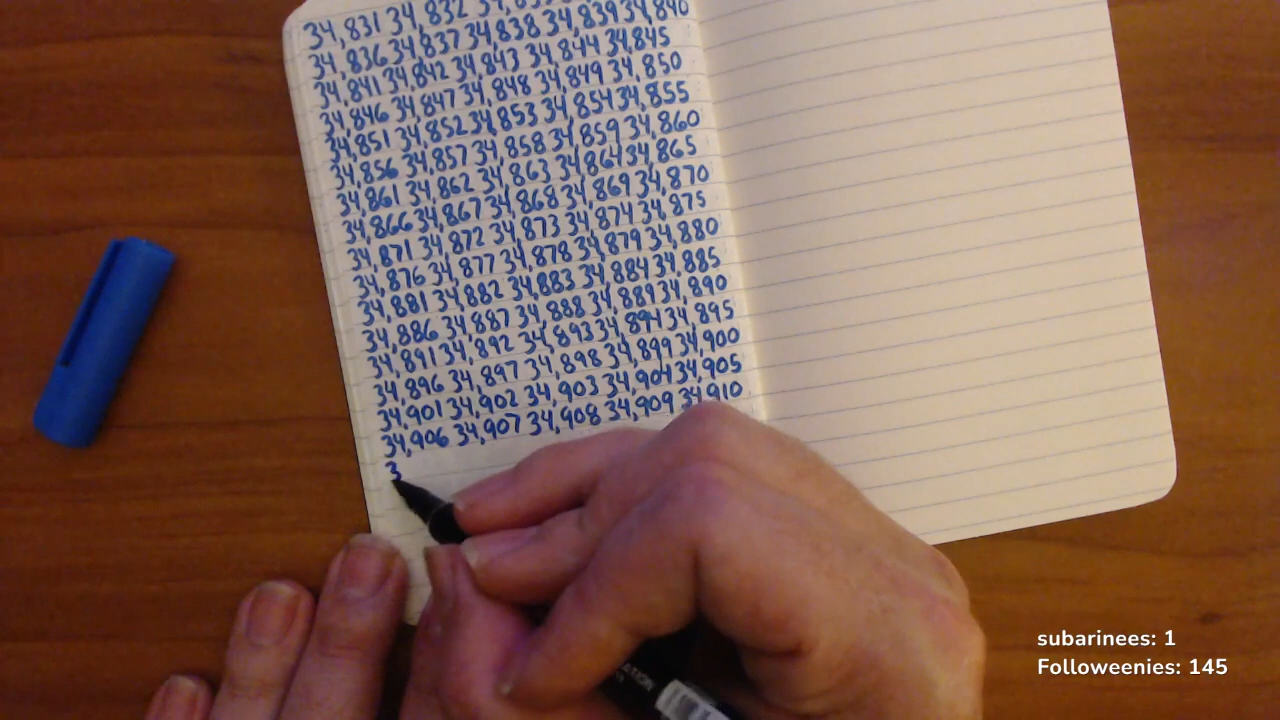 34,831 34,832 34,839 34,840
34,836 34,837 34,838 34,839 34,840
34,841 34,842 34,843 34,844 34,845
34,846 34,847 34,848 34,849 34,850
34,851 34,852 34,853 34,854 34,855
34,856 34,857 34,858 34,859 34,860
34,861 34,862 34,863 34,864 34,865
34,866 34,867 34,868 34,869 34,870
34,871 34,872 34,873 34,874 34,875
34,876 34,877 34,878 34,879 34,880
34,881 34,882 34,883 34,884 34,885
34,886 34,887 34,888 34,889 34,890
34,891 34,892 34,893 34,894 34,895
34,896 34,897 34,898 34,899 34,900
34,901 34,902 34,903 34,904 34,905
34,906 34,907 34,908 34,909 34,910
3
subarinees: 1
Followeenies: 145